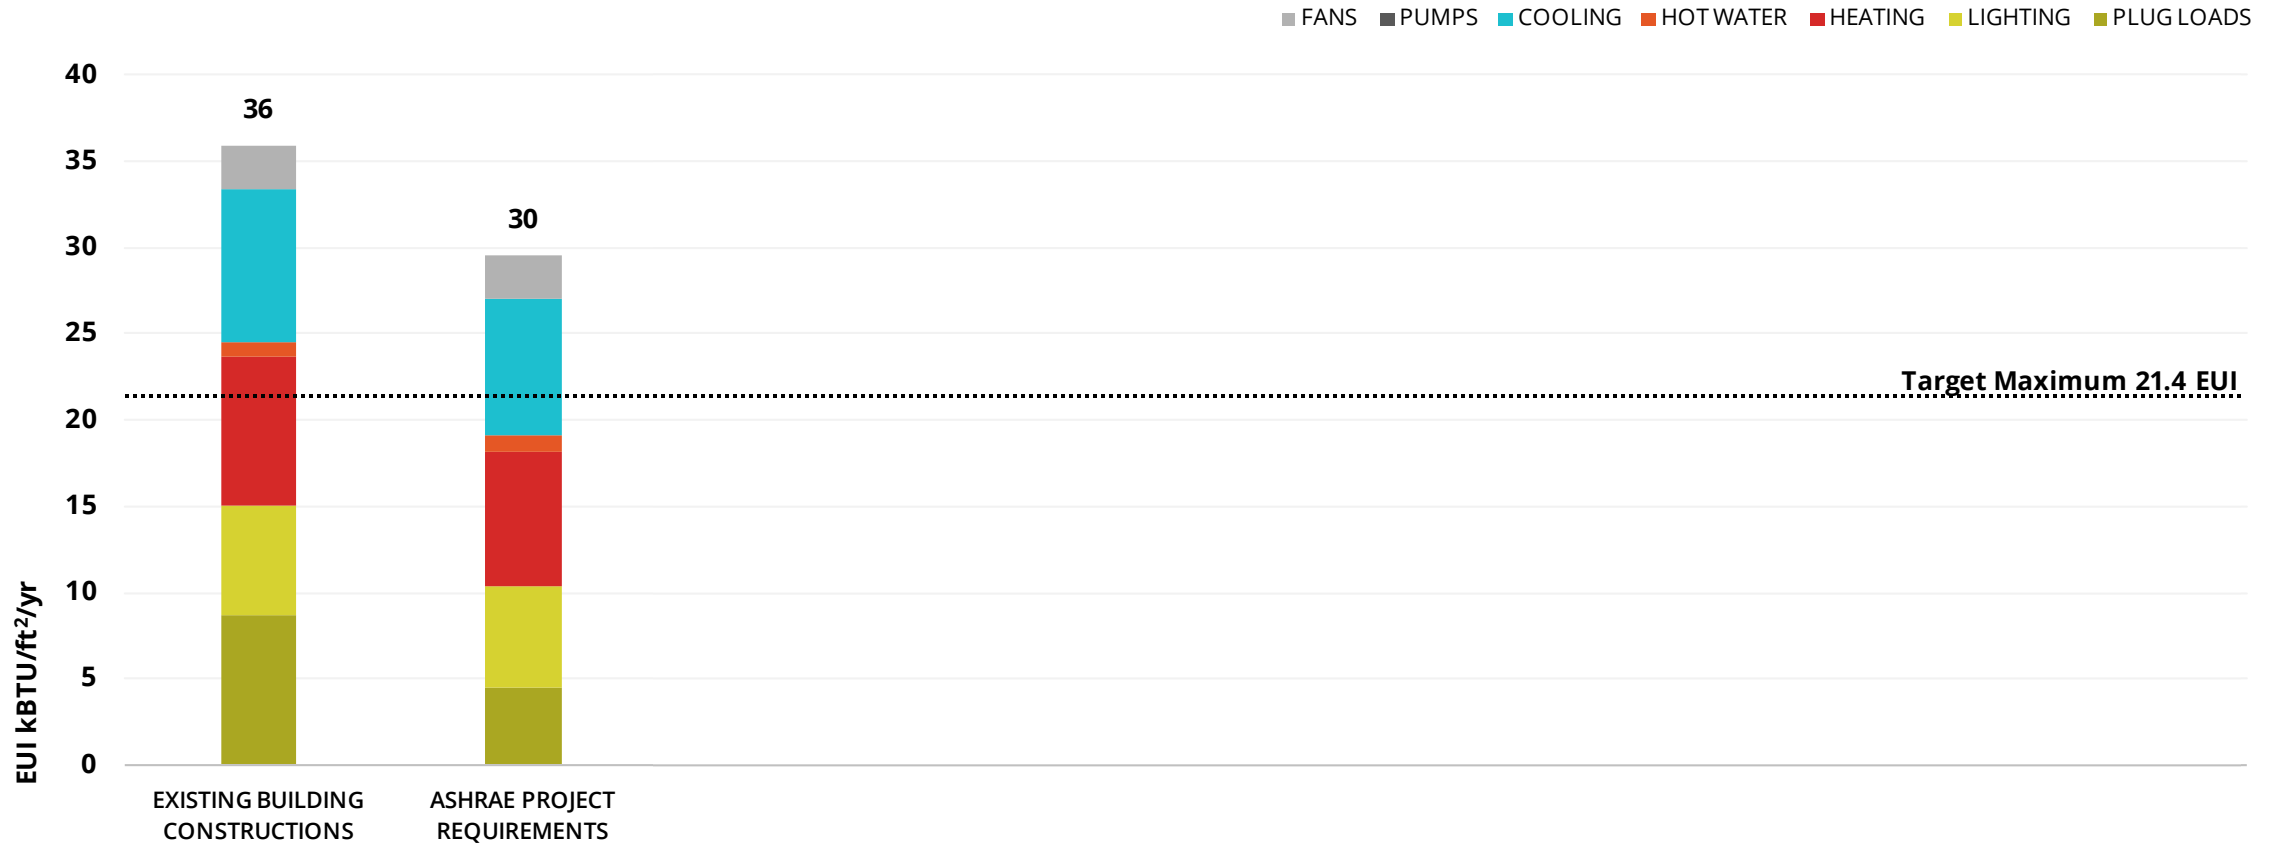 FANS PUMPS COOLING HOT WATER HEATING LIGHTING PLUG LOADS
40
36
35
30
30
25
Target Maximum 21.4 EUI
20
15
10
5
0
EUI kBTU/ft²/yr
EXISTING BUILDING
CONSTRUCTIONS
ASHRAE PROJECT
REQUIREMENTS